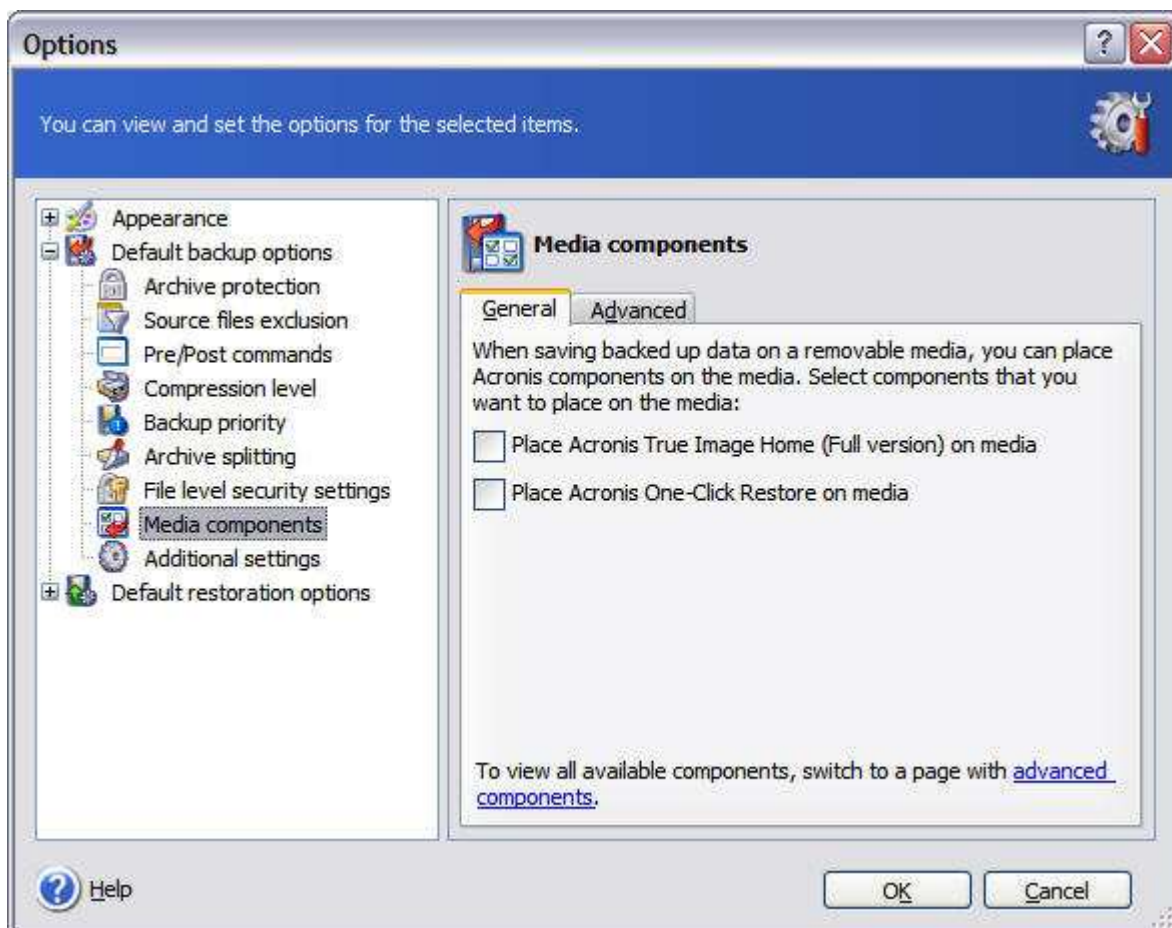 Options
You can view and set the options for the selected items.
Appearance
Default backup options
Archive protection
Source files exclusion
Pre/Post commands
Compression level
Backup priority
Archive splitting
File level security settings
Media components
Additional settings
Default restoration options
Media components
General
Advanced
When saving backed up data on a removable media, you can place
Acronis components on the media. Select components that you
want to place on the media:
Place Acronis True Image Home (Full version) on media
Place Acronis One-Click Restore on media
To view all available components, switch to a page with advanced
components.
Help
OK
Cancel